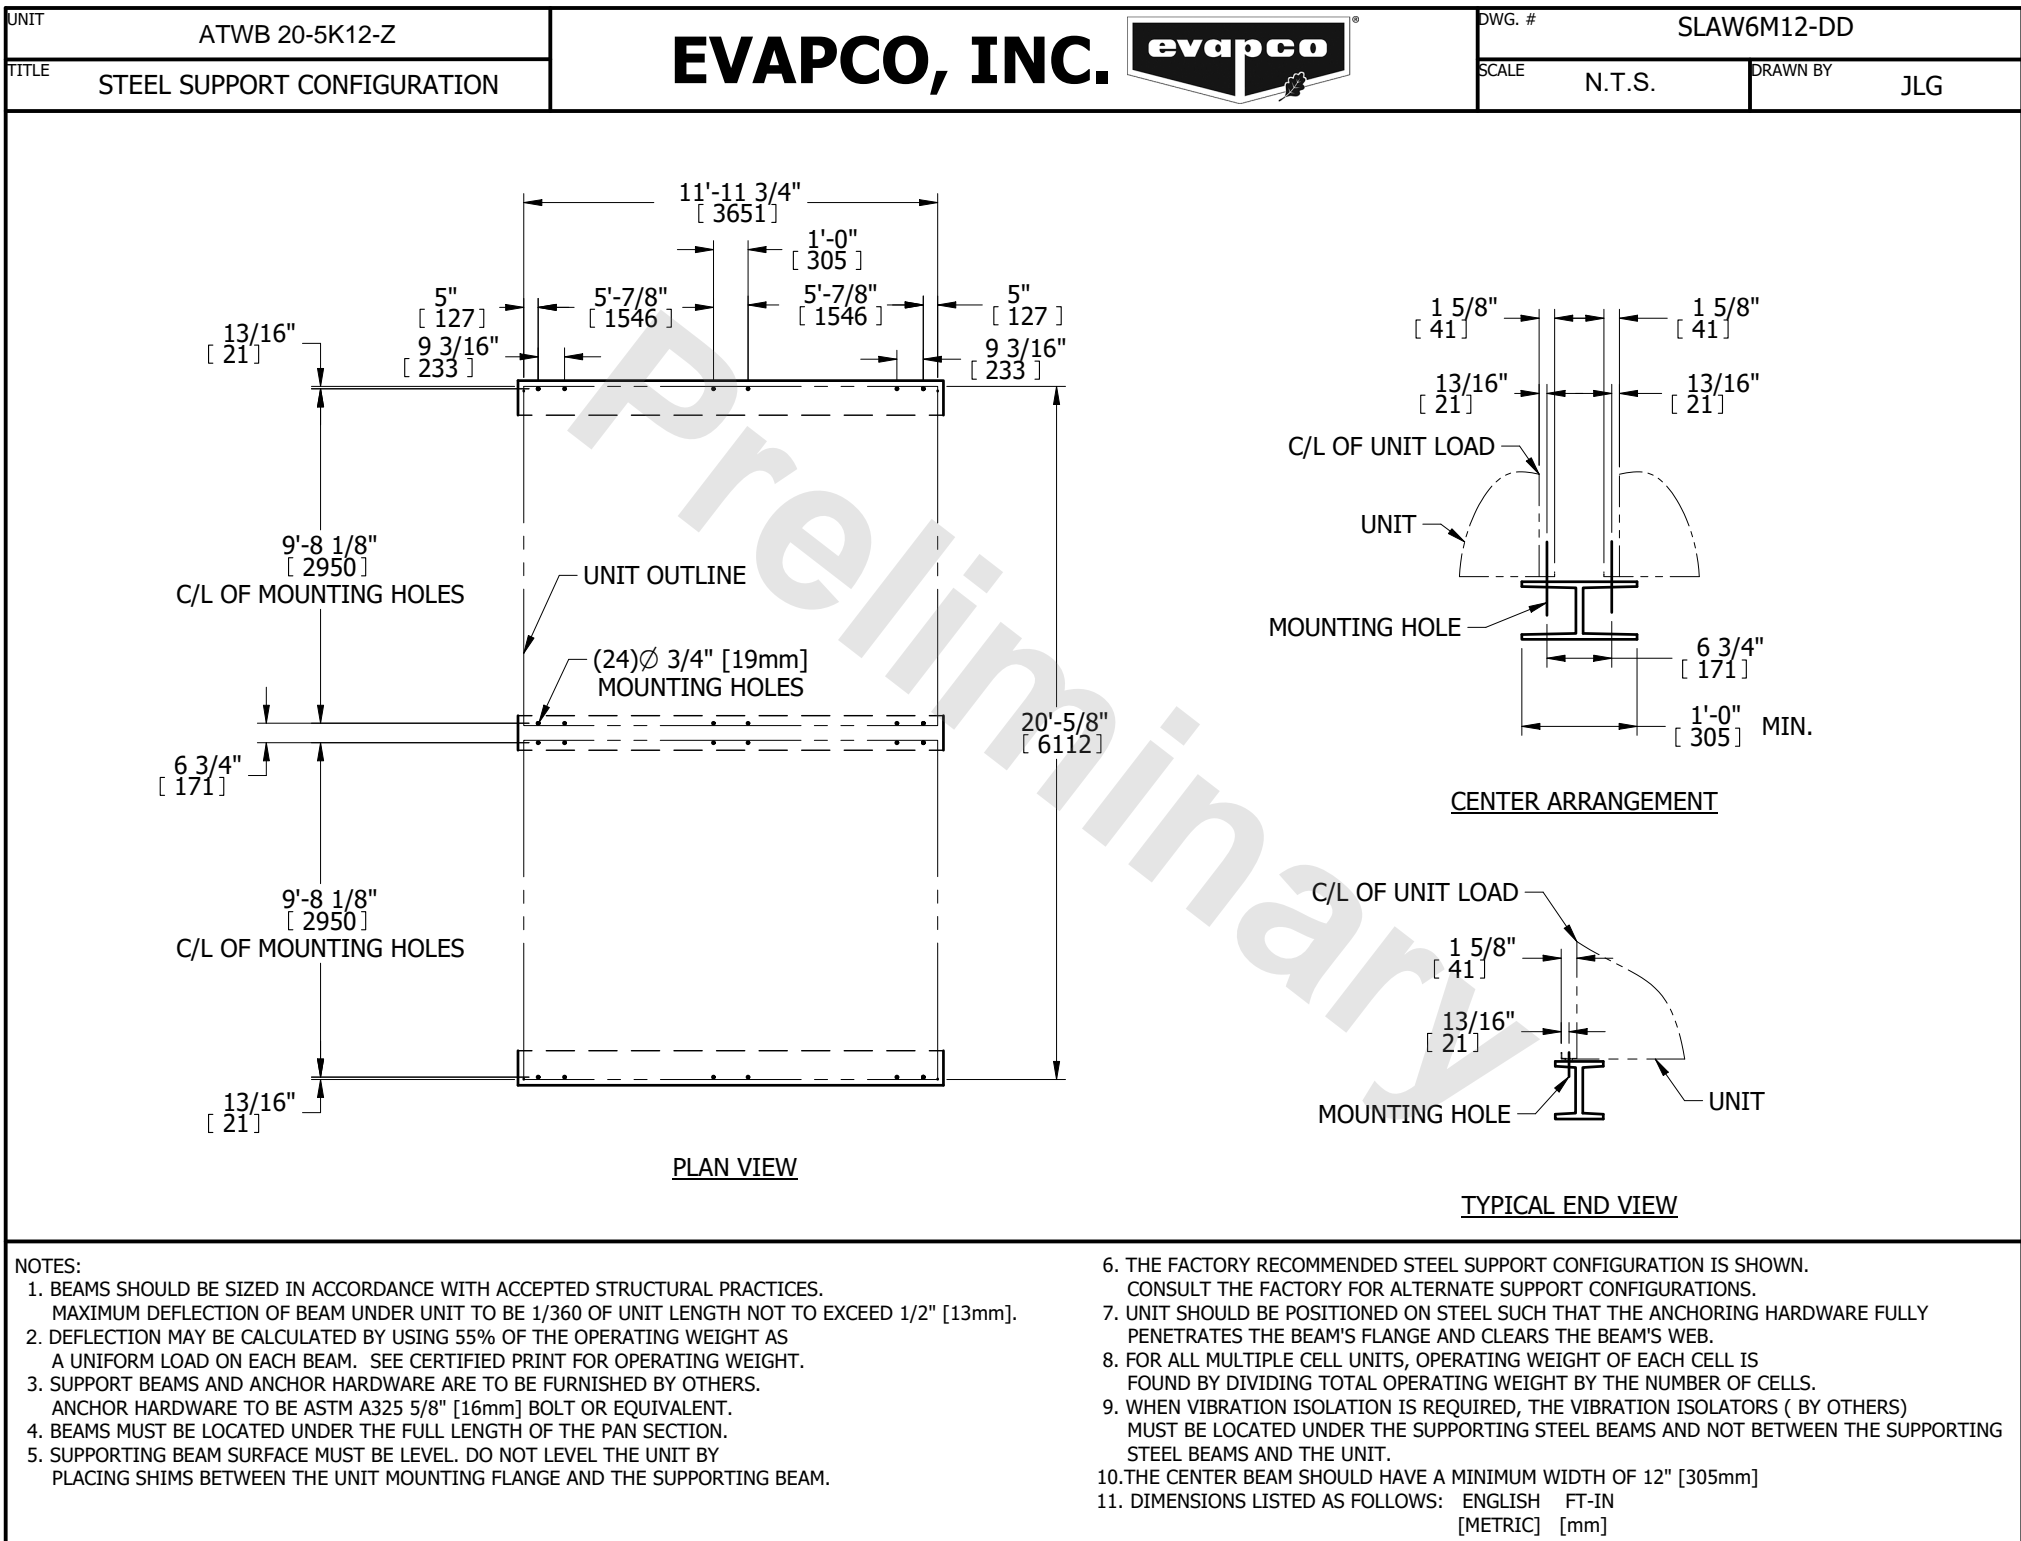 UNIT
ATWB 20-5K12-Z
TITLE
STEEL SUPPORT CONFIGURATION
EVAPCO, INC.
evapco
®
DWG. #
SLAW6M12-DD
SCALE
N.T.S.
DRAWN BY
JLG
11'-11 3/4"
[ 3651]
1'-0"
[ 305 ]
5"
[ 127]
5'-7/8"
[ 1546 ]
5'-7/8"
[ 1546 ]
5"
[ 127 ]
13/16"
[ 21]
9 3/16"
[ 233 ]
9 3/16"
[ 233 ]
9'-8 1/8"
[ 2950]
C/L OF MOUNTING HOLES
UNIT OUTLINE
(24)Ø 3/4" [19mm]
MOUNTING HOLES
6 3/4"
[ 171]
20'-5/8"
[ 6112]
9'-8 1/8"
[ 2950]
C/L OF MOUNTING HOLES
13/16"
[ 21]
PLAN VIEW
1 5/8"
[ 41]
1 5/8"
[ 41]
13/16"
[ 21]
13/16"
[ 21]
C/L OF UNIT LOAD
UNIT
MOUNTING HOLE
6 3/4"
[ 171]
1'-0"
[ 305]
MIN.
CENTER ARRANGEMENT
C/L OF UNIT LOAD
1 5/8"
[ 41]
13/16"
[ 21]
MOUNTING HOLE
UNIT
TYPICAL END VIEW
Preliminary
NOTES:
1. BEAMS SHOULD BE SIZED IN ACCORDANCE WITH ACCEPTED STRUCTURAL PRACTICES.
MAXIMUM DEFLECTION OF BEAM UNDER UNIT TO BE 1/360 OF UNIT LENGTH NOT TO EXCEED 1/2" [13mm].
2. DEFLECTION MAY BE CALCULATED BY USING 55% OF THE OPERATING WEIGHT AS
A UNIFORM LOAD ON EACH BEAM. SEE CERTIFIED PRINT FOR OPERATING WEIGHT.
3. SUPPORT BEAMS AND ANCHOR HARDWARE ARE TO BE FURNISHED BY OTHERS.
ANCHOR HARDWARE TO BE ASTM A325 5/8" [16mm] BOLT OR EQUIVALENT.
4. BEAMS MUST BE LOCATED UNDER THE FULL LENGTH OF THE PAN SECTION.
5. SUPPORTING BEAM SURFACE MUST BE LEVEL. DO NOT LEVEL THE UNIT BY
PLACING SHIMS BETWEEN THE UNIT MOUNTING FLANGE AND THE SUPPORTING BEAM.
6. THE FACTORY RECOMMENDED STEEL SUPPORT CONFIGURATION IS SHOWN.
CONSULT THE FACTORY FOR ALTERNATE SUPPORT CONFIGURATIONS.
7. UNIT SHOULD BE POSITIONED ON STEEL SUCH THAT THE ANCHORING HARDWARE FULLY
PENETRATES THE BEAM'S FLANGE AND CLEARS THE BEAM'S WEB.
8. FOR ALL MULTIPLE CELL UNITS, OPERATING WEIGHT OF EACH CELL IS
FOUND BY DIVIDING TOTAL OPERATING WEIGHT BY THE NUMBER OF CELLS.
9. WHEN VIBRATION ISOLATION IS REQUIRED, THE VIBRATION ISOLATORS ( BY OTHERS)
MUST BE LOCATED UNDER THE SUPPORTING STEEL BEAMS AND NOT BETWEEN THE SUPPORTING
STEEL BEAMS AND THE UNIT.
10.THE CENTER BEAM SHOULD HAVE A MINIMUM WIDTH OF 12" [305mm]
11. DIMENSIONS LISTED AS FOLLOWS: ENGLISH FT-IN
[METRIC] [mm]